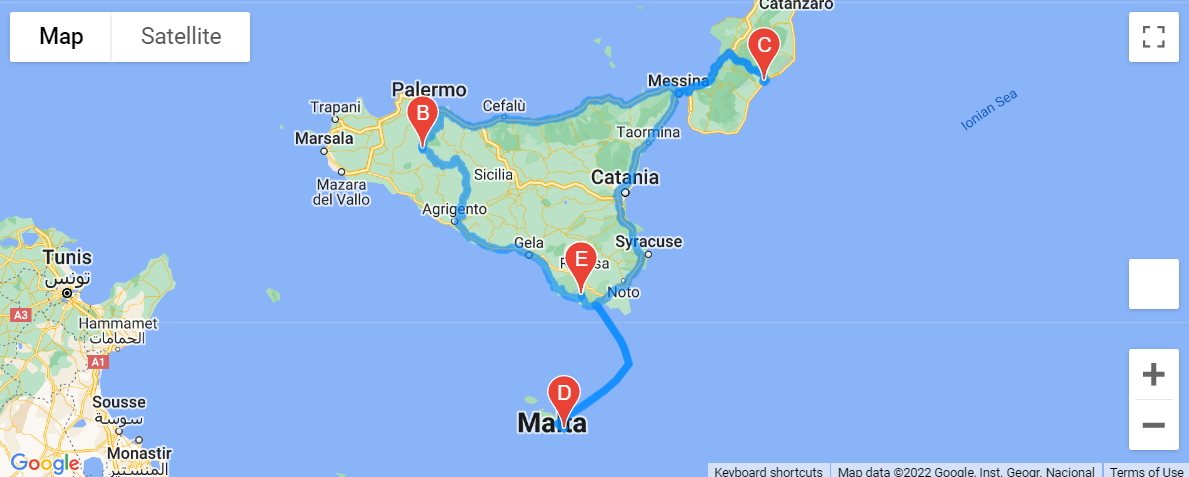 Map
Satellite
Catanzaro
C
Messina
Palermo
Cefalù
Trapani
B
Ionian Sea
Taormina
Marsala
Sicilia
Catania
Mazara
del Vallo
Agrigento
Gela
Syracuse
E
Tunis
تونس
Noto
A3
Hammamet
الحمامات
A1
D
Sousse
سوسة
Malta
Monastir
المنستير
Google
Keyboard shortcuts
Map data ©2022 Google, Inst. Geogr. Nacional
Terms of Use